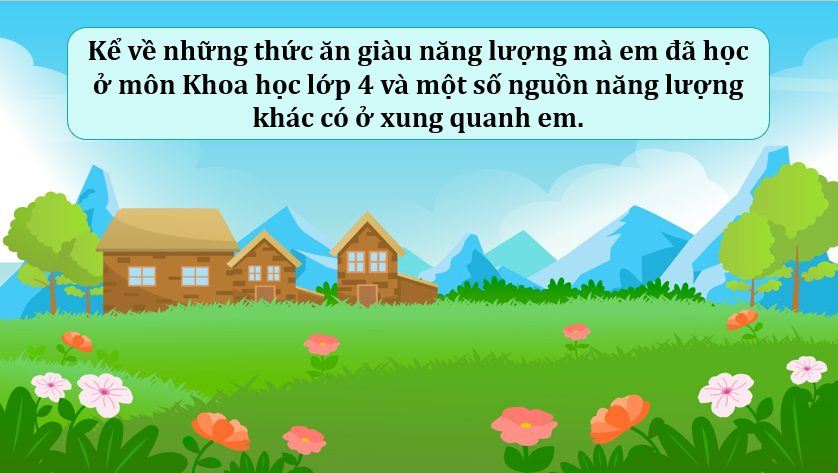 Kể về những thức ăn giàu năng lượng mà em đã học
ở môn Khoa học lớp 4 và một số nguồn năng lượng
khác có ở xung quanh em.